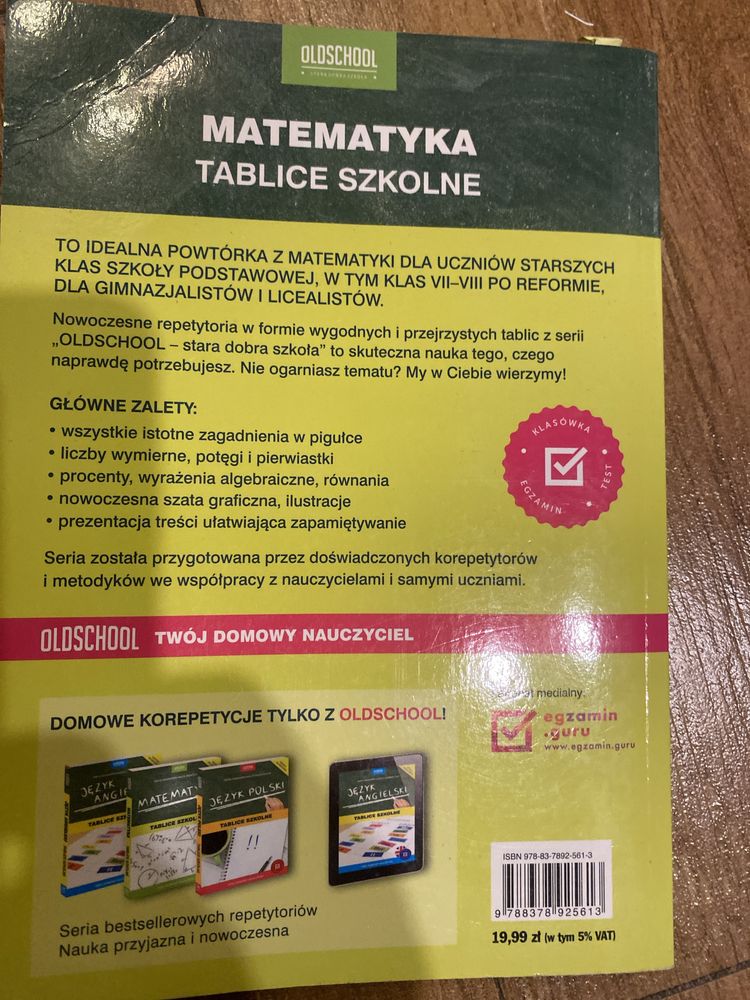 OLDSCHOOL
STARA DOBRA SZKOŁA
MATEMATYKA
TABLICE SZKOLNE
TO IDEALNA POWTÓRKA Z MATEMATYKI DLA UCZNIÓW STARSZYCH
KLAS SZKOŁY PODSTAWOWEJ, W TYM KLAS VII–VIII PO REFORMIE,
DLA GIMNAZJALISTÓW I LICEALISTÓW.
Nowoczesne repetytoria w formie wygodnych i przejrzystych tablic z serii
„OLDSCHOOL – stara dobra szkoła” to skuteczna nauka tego, czego
naprawdę potrzebujesz. Nie ogarniasz tematu? My w Ciebie wierzymy!
GŁÓWNE ZALETY:
• wszystkie istotne zagadnienia w pigułce
• liczby wymierne, potęgi i pierwiastki
• procenty, wyrażenia algebraiczne, równania
• nowoczesna szata graficzna, ilustracje
• prezentacja treści ułatwiająca zapamiętywanie
KLASÓWKA
TEST
EGZAMIN
Seria została przygotowana przez doświadczonych korepetytorów
i metodyków we współpracy z nauczycielami i samymi uczniami.
OLDSCHOOL TWÓJ DOMOWY NAUCZYCIEL
medialny:
egzamin
.guru
www.egzamin.guru
DOMOWE KOREPETYCJE TYLKO Z OLDSCHOOL!
JĘZYK
TABLICE SZKOLNE
MATEMAT
TABLICE SZKOLNE
JĘZYK POLSKI
TABLICE SZKOLNE
!!
JĘZYK
ANGIELSKI
TABLICE SZKOLNE
Seria bestsellerowych repetytoriów
Nauka przyjazna i nowoczesna
ISBN 978-83-7892-561-3
9 788378 925613
19,99 zł (w tym 5% VAT)